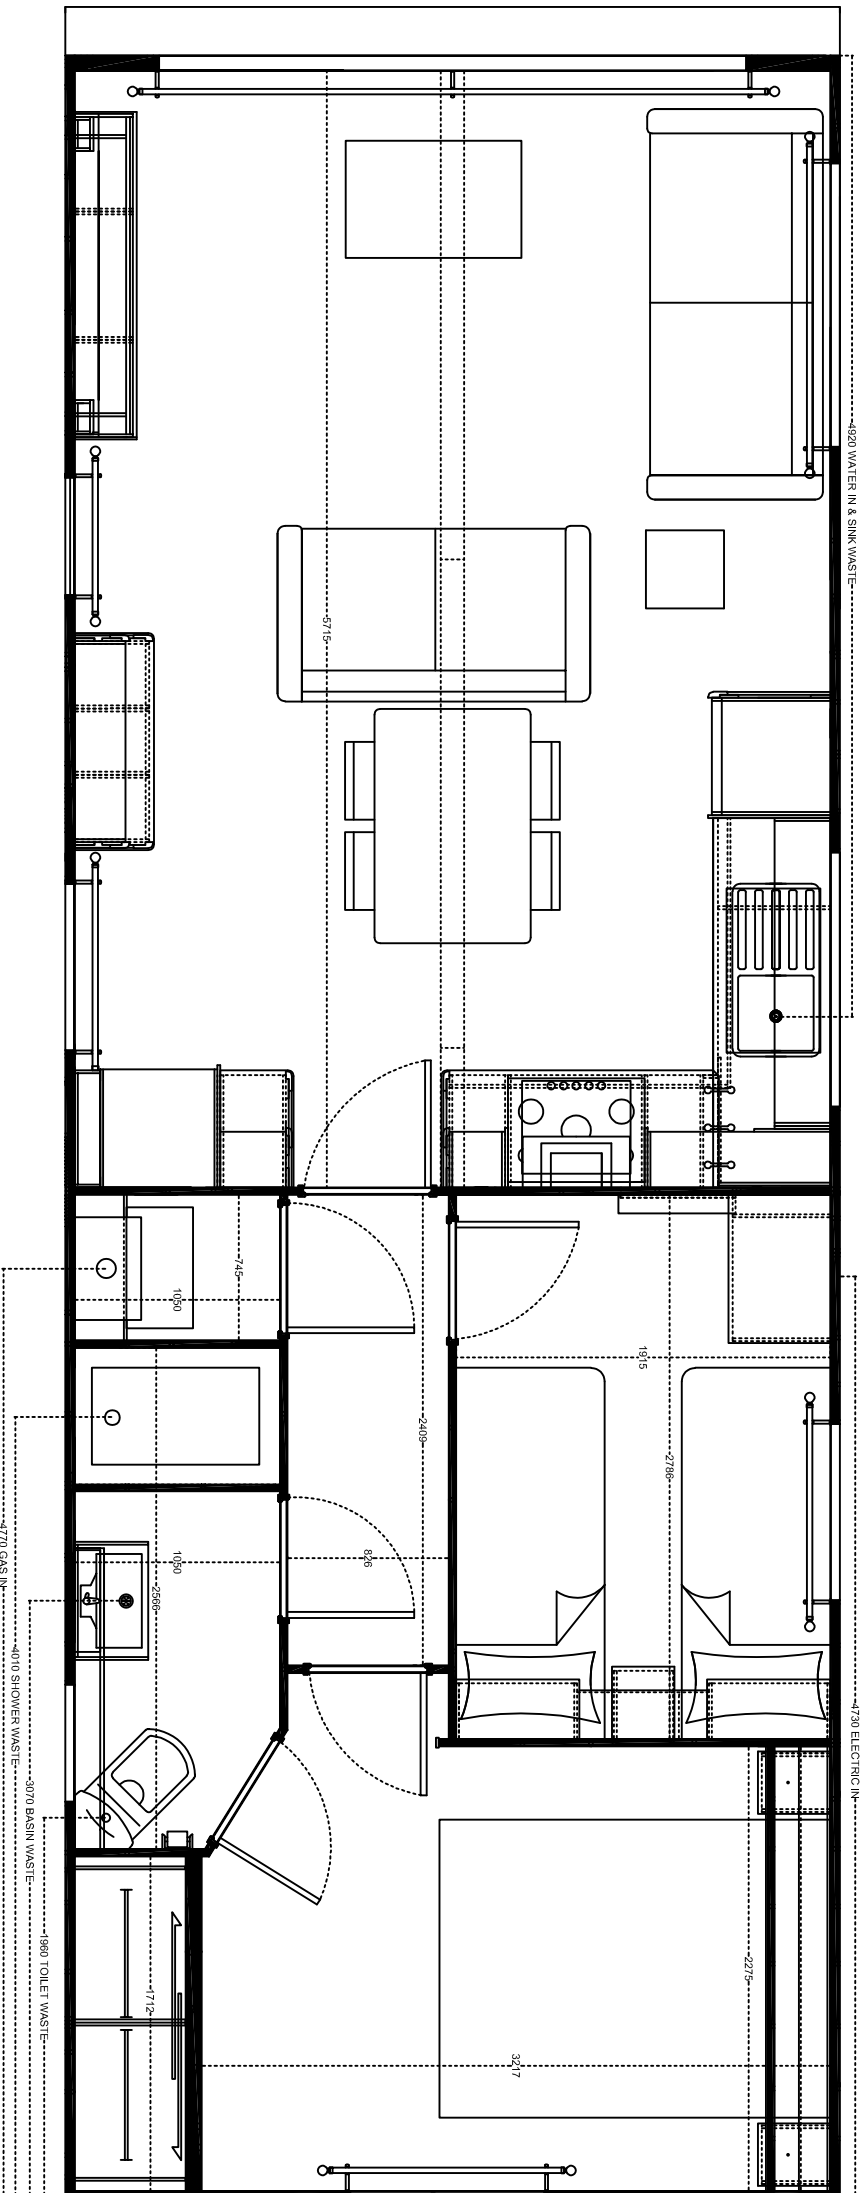 4920 WATER IN & SINK WASTE
5715
745
1050
1915
2409
2786
1050
826
2566
4770 GAS IN
4010 SHOWER WASTE
3070 BASIN WASTE
1960 TOILET WASTE
4730 ELECTRIC IN
1712
2275
3217